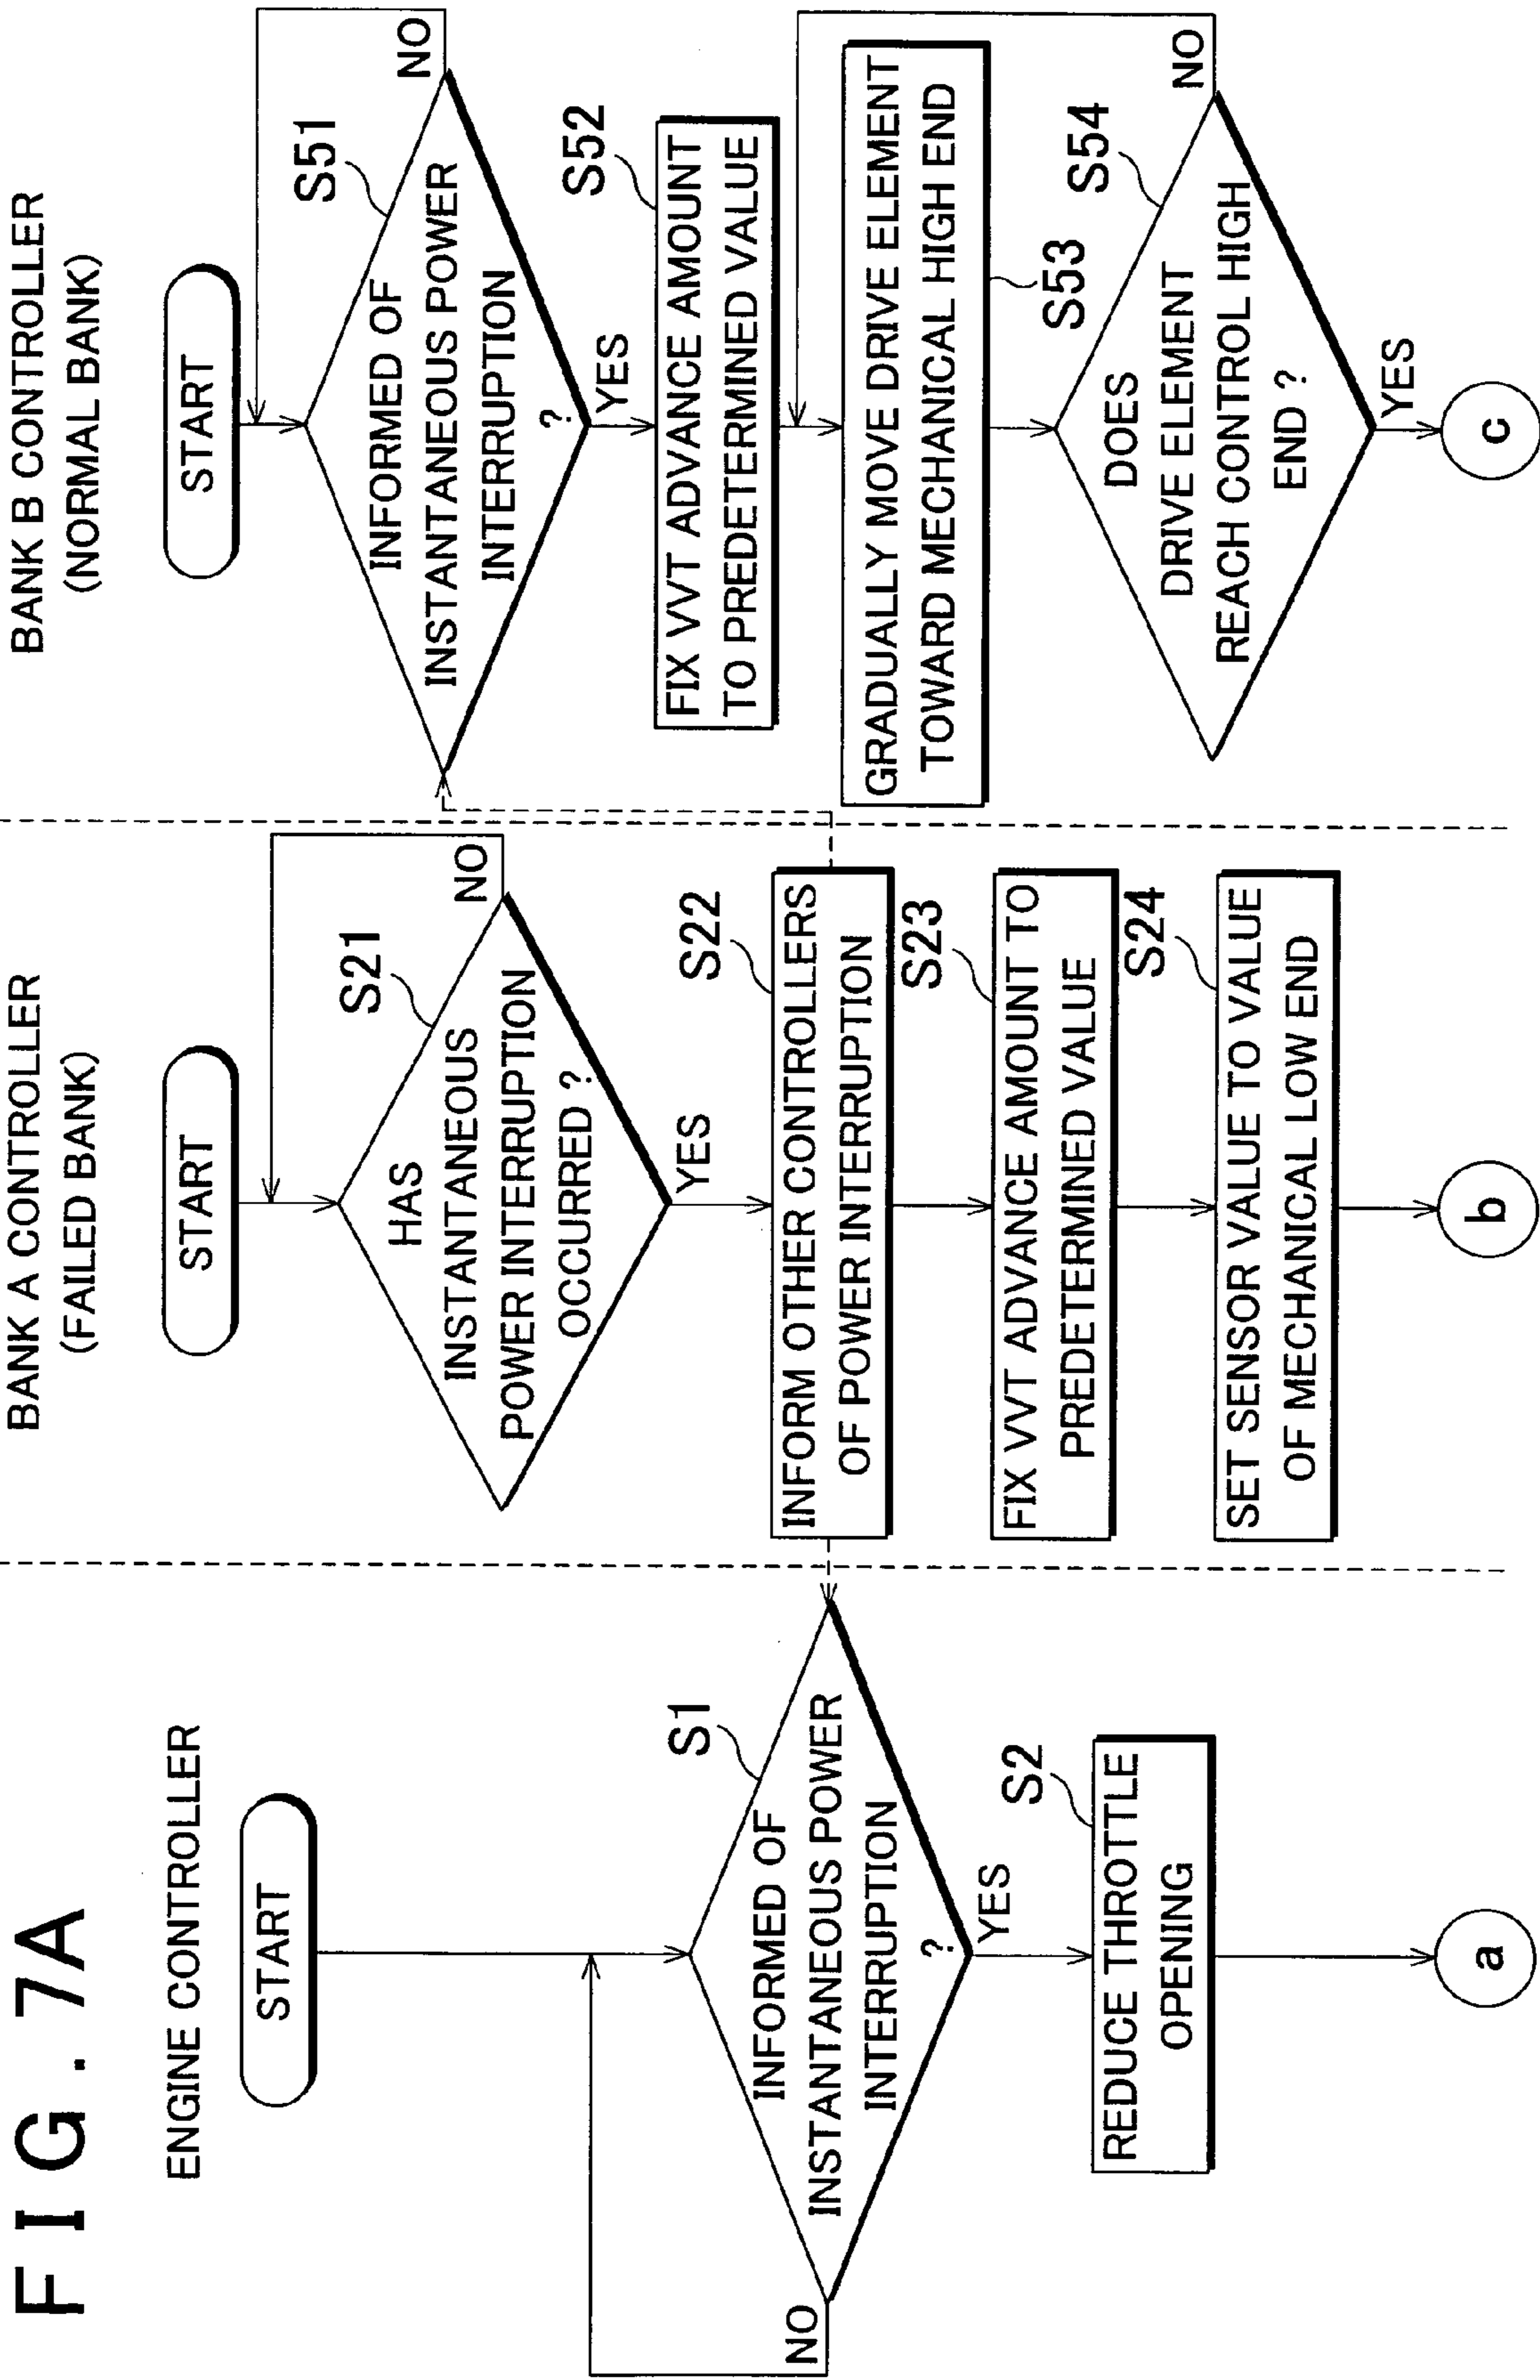 FIG. 7A
ENGINE CONTROLLER
START
S1
INFORMED OF
INSTANTANEOUS POWER
INTERRUPTION
?
NO
YES
S2
REDUCE THROTTLE
OPENING
a
BANK A CONTROLLER
(FAILED BANK)
START
S21
HAS
INSTANTANEOUS
POWER INTERRUPTION
OCCURRED ?
NO
YES
S22
INFORM OTHER CONTROLLERS
OF POWER INTERRUPTION
S23
FIX VVT ADVANCE AMOUNT TO
PREDETERMINED VALUE
S24
SET SENSOR VALUE TO VALUE
OF MECHANICAL LOW END
b
BANK B CONTROLLER
(NORMAL BANK)
START
S51
INFORMED OF
INSTANTANEOUS POWER
INTERRUPTION
?
NO
YES
S52
FIX VVT ADVANCE AMOUNT
TO PREDETERMINED VALUE
GRADUALLY MOVE DRIVE ELEMENT
TOWARD MECHANICAL HIGH END
S53
S54
DOES
DRIVE ELEMENT
REACH CONTROL HIGH
END ?
NO
YES
c